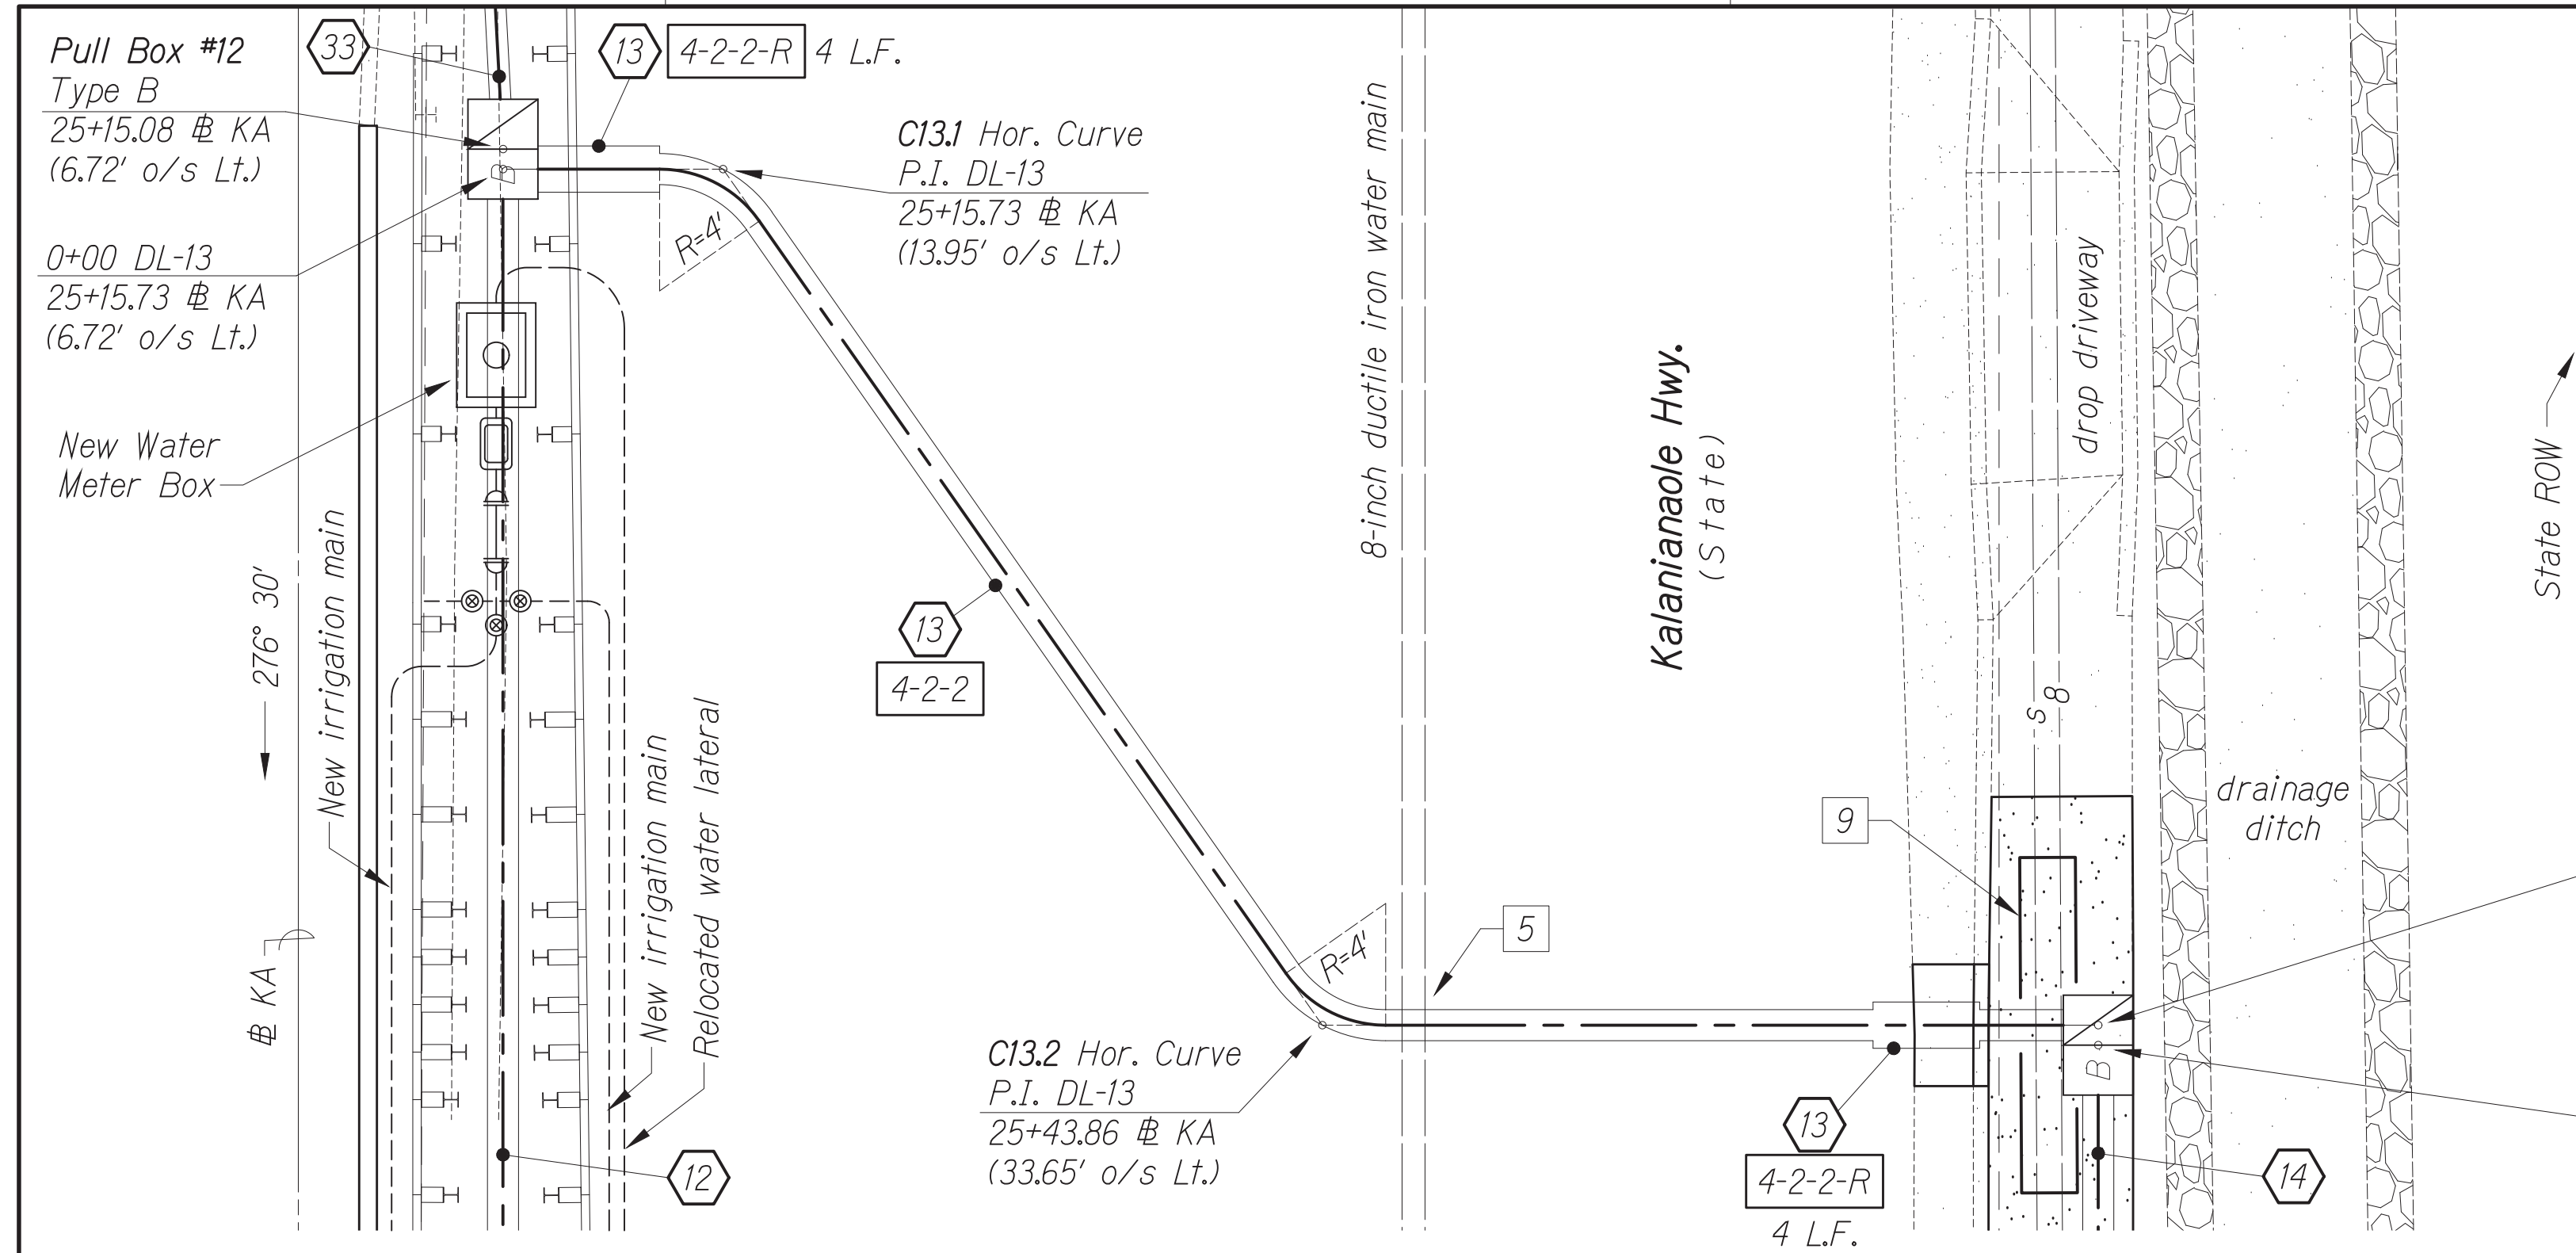 Pull Box #12
Type B
25+15.08 ℄ KA
(6.72' o/s Lt.)
0+00 DL-13
25+15.73 ℄ KA
(6.72' o/s Lt.)
New Water
Meter Box
33
13
4-2-2-R 4 L.F.
C13.1 Hor. Curve
P.I. DL-13
25+15.73 ℄ KA
(13.95' o/s Lt.)
R=4'
276° 30'
New irrigation main
℄ KA
New irrigation main
Relocated water lateral
12
13
4-2-2
8-inch ductile iron water main
Kalanianaole Hwy.
(State)
R=4'
5
C13.2 Hor. Curve
P.I. DL-13
25+43.86 ℄ KA
(33.65' o/s Lt.)
13
4-2-2-R
4 L.F.
9
drop driveway
s 8
B
B
14
drainage
ditch
State ROW